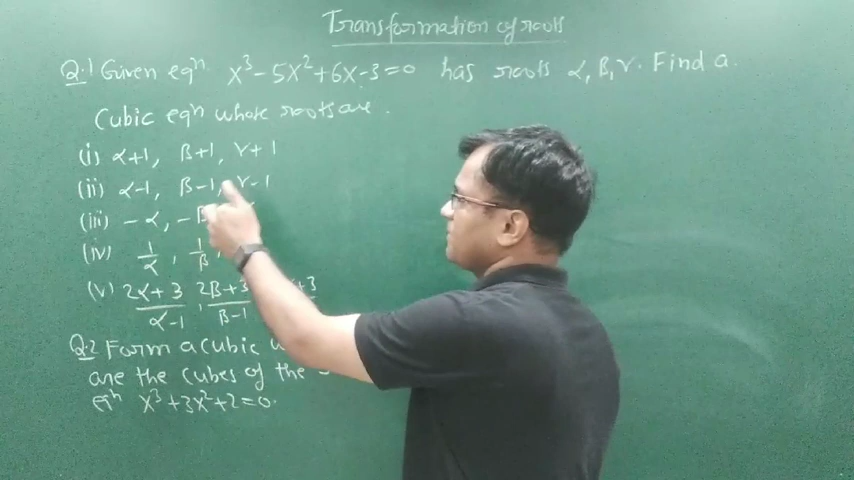 Transformation of roots
Q.1 Given eqn x³-5x²+6x-3=0 has roots α, β, γ. Find a
Cubic eqn whose roots are.
(i) α+1, β+1, γ+1
(ii) α-1, β-1, γ-1
(iii) -α, -β
(iv) 1/α, 1/β,
(v) 2α+3/α-1, 2β+3/β-1, +3
Q.2 Form a cubic
are the cubes of the
eqn x³+3x²+2=0.